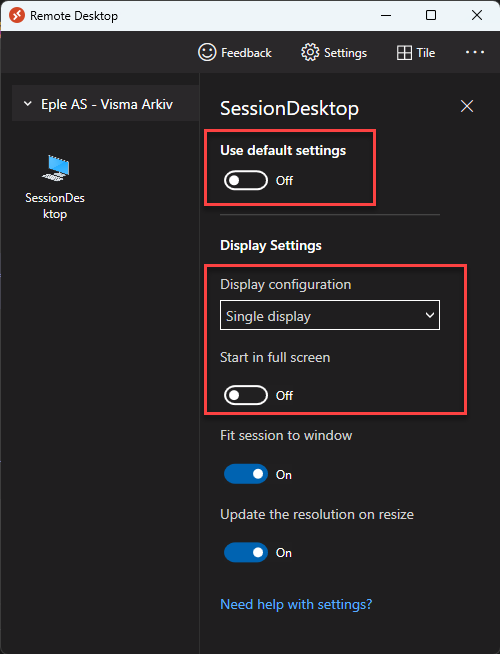 Remote Desktop
Feedback
Settings
Tile
Eple AS - Visma Arkiv
SessionDes
ktop
SessionDesktop
Use default settings
Off
Display Settings
Display configuration
Single display
Start in full screen
Off
Fit session to window
On
Update the resolution on resize
On
Need help with settings?